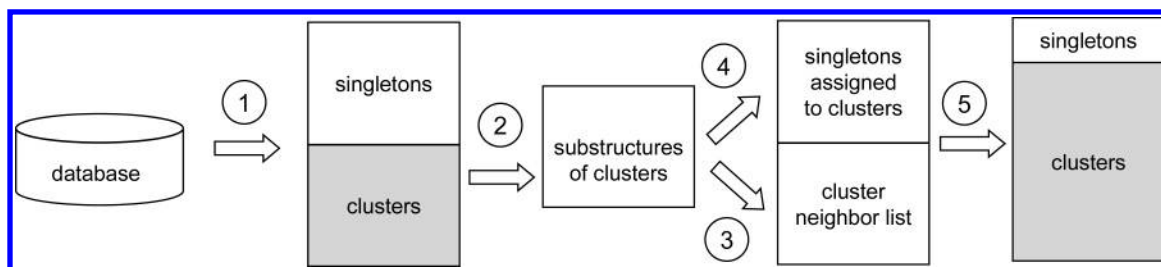 database
1
singletons
clusters
2
substructures
of clusters
4
3
singletons
assigned
to clusters
cluster
neighbor list
5
singletons
clusters